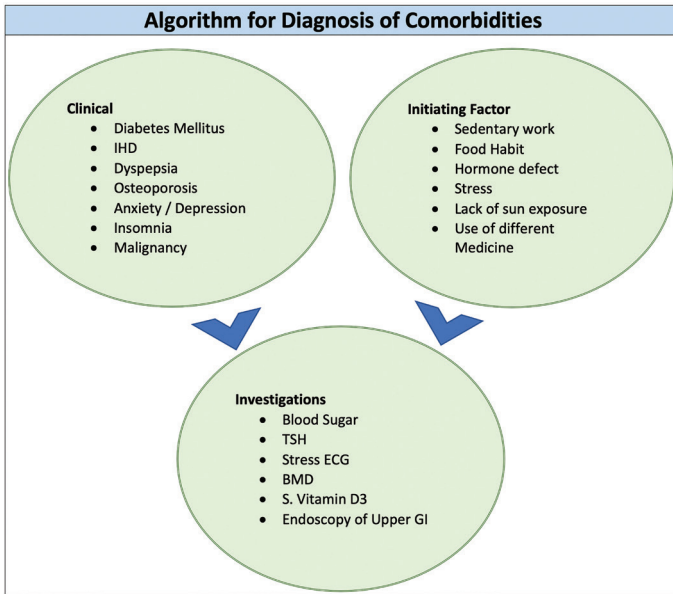 Algorithm for Diagnosis of Comorbidities
Clinical
• Diabetes Mellitus
• IHD
• Dyspepsia
• Osteoporosis
• Anxiety / Depression
• Insomnia
• Malignancy
Initiating Factor
• Sedentary work
• Food Habit
• Hormone defect
• Stress
• Lack of sun exposure
• Use of different
Medicine
Investigations
• Blood Sugar
• TSH
• Stress ECG
• BMD
• S. Vitamin D3
• Endoscopy of Upper GI